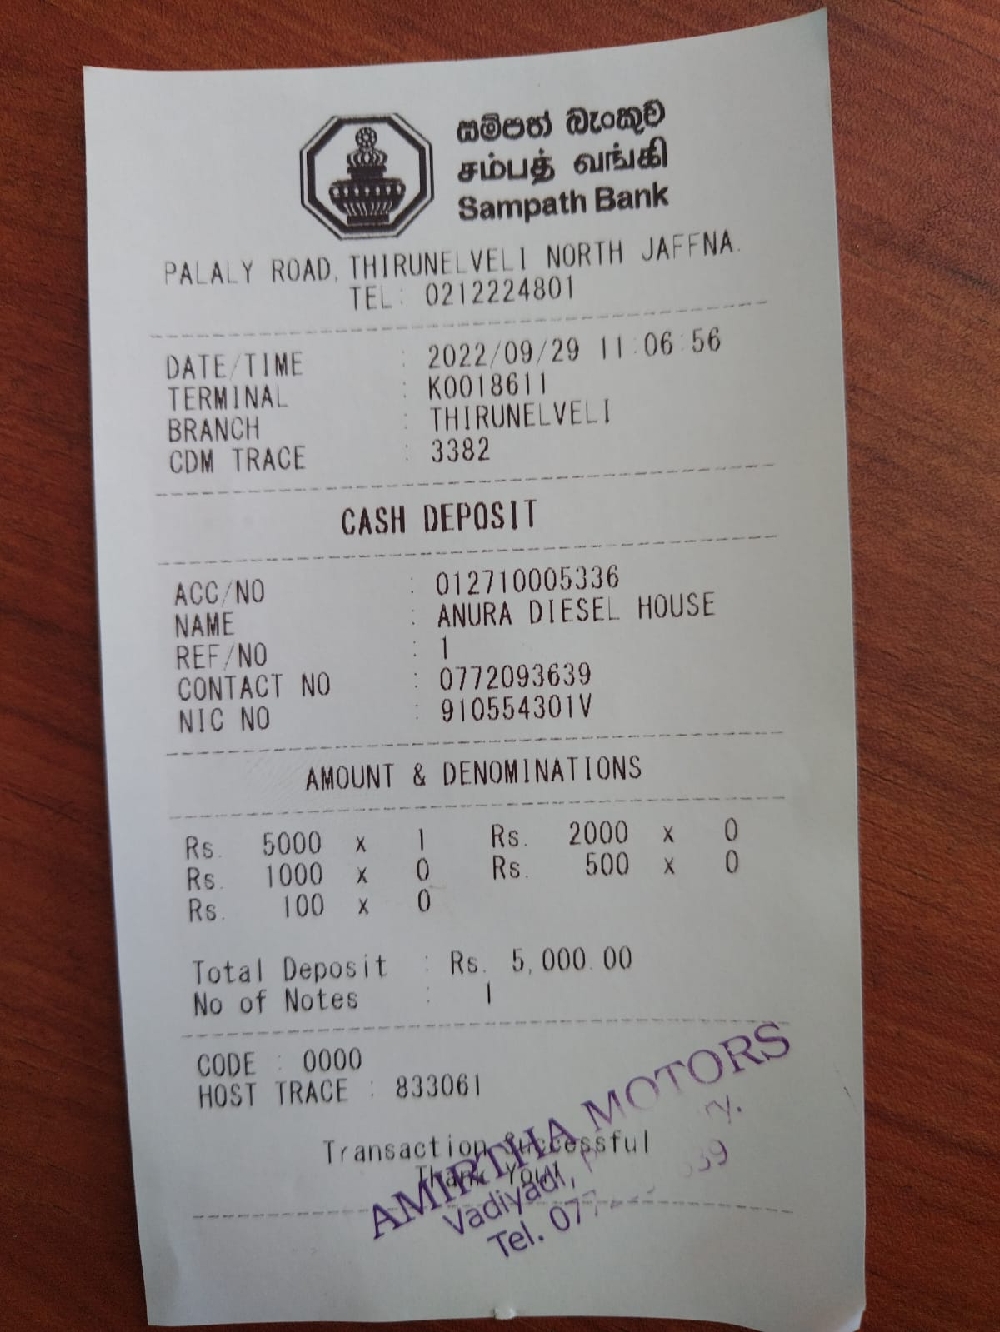 සම්පත් බැංකුව
சம்பத் வங்கி
Sampath Bank
PALALY ROAD, THIRUNELVELI NORTH JAFFNA.
TEL: 0212224801
DATE/TIME : 2022/09/29 11:06:56
TERMINAL : K0018611
BRANCH : THIRUNELVELI
CDM TRACE : 3382
CASH DEPOSIT
ACC/NO : 012710005336
NAME : ANURA DIESEL HOUSE
REF/NO : 1
CONTACT NO : 0772093639
NIC NO : 910554301V
AMOUNT & DENOMINATIONS
Rs. 5000 x 1 Rs. 2000 x 0
Rs. 1000 x 0 Rs. 500 x 0
Rs. 100 x 0
Total Deposit : Rs. 5,000.00
No of Notes : 1
CODE : 0000
HOST TRACE : 833061
Transaction Successful
Thank You!
AMIRTHA MOTORS
Vadiyadi,
Tel.